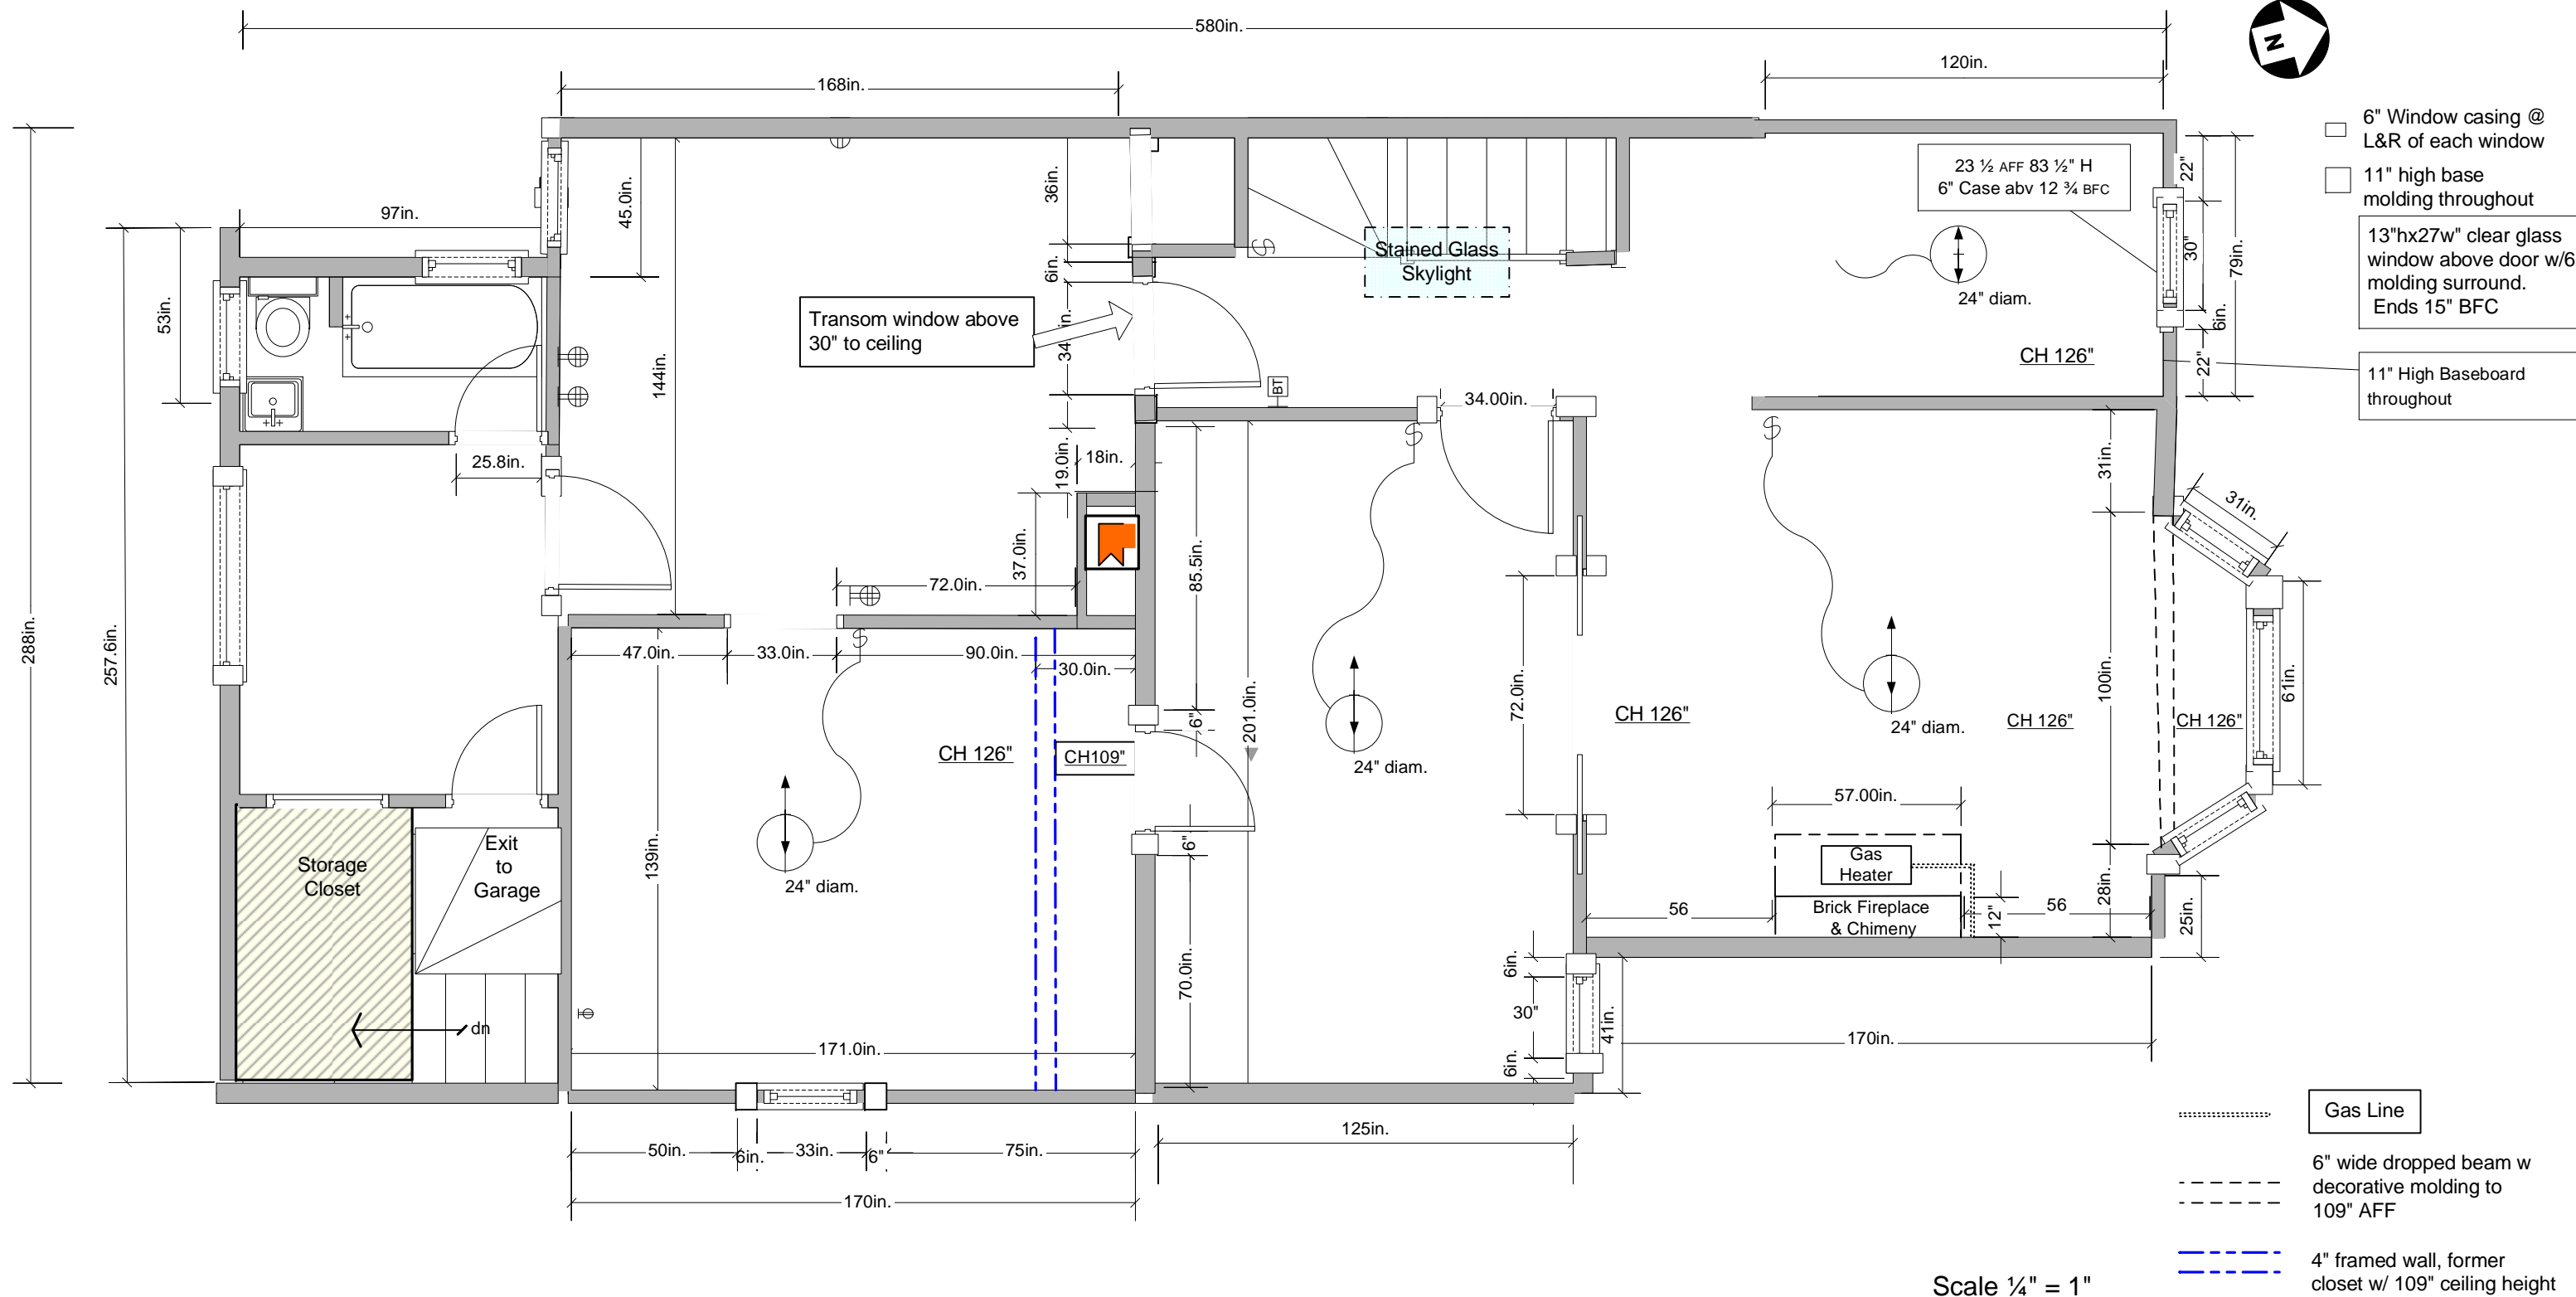 580in.
120in.
168in.
N
6" Window casing @
L&R of each window
11" high base
molding throughout
13"hx27w" clear glass
window above door w/6
molding surround.
Ends 15" BFC
11" High Baseboard
throughout
23 ½ AFF 83 ½" H
6" Case abv 12 ¾ BFC
22"
30"
79in.
6in.
22"
97in.
45.0in.
36in.
6in.
34in.
53in.
Stained Glass
Skylight
24" diam.
Transom window above
30" to ceiling
CH 126"
144in.
BT
34.00in.
25.8in.
19.0in.
18in.
31in.
31in.
37.0in.
85.5in.
72.0in.
288in.
257.6in.
47.0in.
33.0in.
90.0in.
30.0in.
6"
201.0in.
72.0in.
100in.
61in.
CH 126"
CH109"
CH 126"
CH 126"
CH 126"
24" diam.
24" diam.
57.00in.
Storage
Closet
Exit
to
Garage
139in.
24" diam.
6"
Gas
Heater
Brick Fireplace
& Chimeny
56
12"
56
28in.
25in.
dn
70.0in.
6in.
30"
6in.
41in.
171.0in.
170in.
50in.
6in.
33in.
6"
75in.
125in.
170in.
Gas Line
6" wide dropped beam w
decorative molding to
109" AFF
4" framed wall, former
closet w/ 109" ceiling height
Scale ¼" = 1"